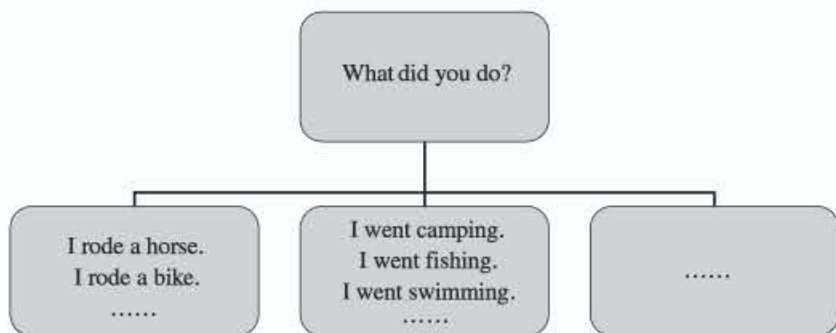 What did you do?
I rode a horse.
I rode a bike.
……
I went camping.
I went fishing.
I went swimming.
……
……